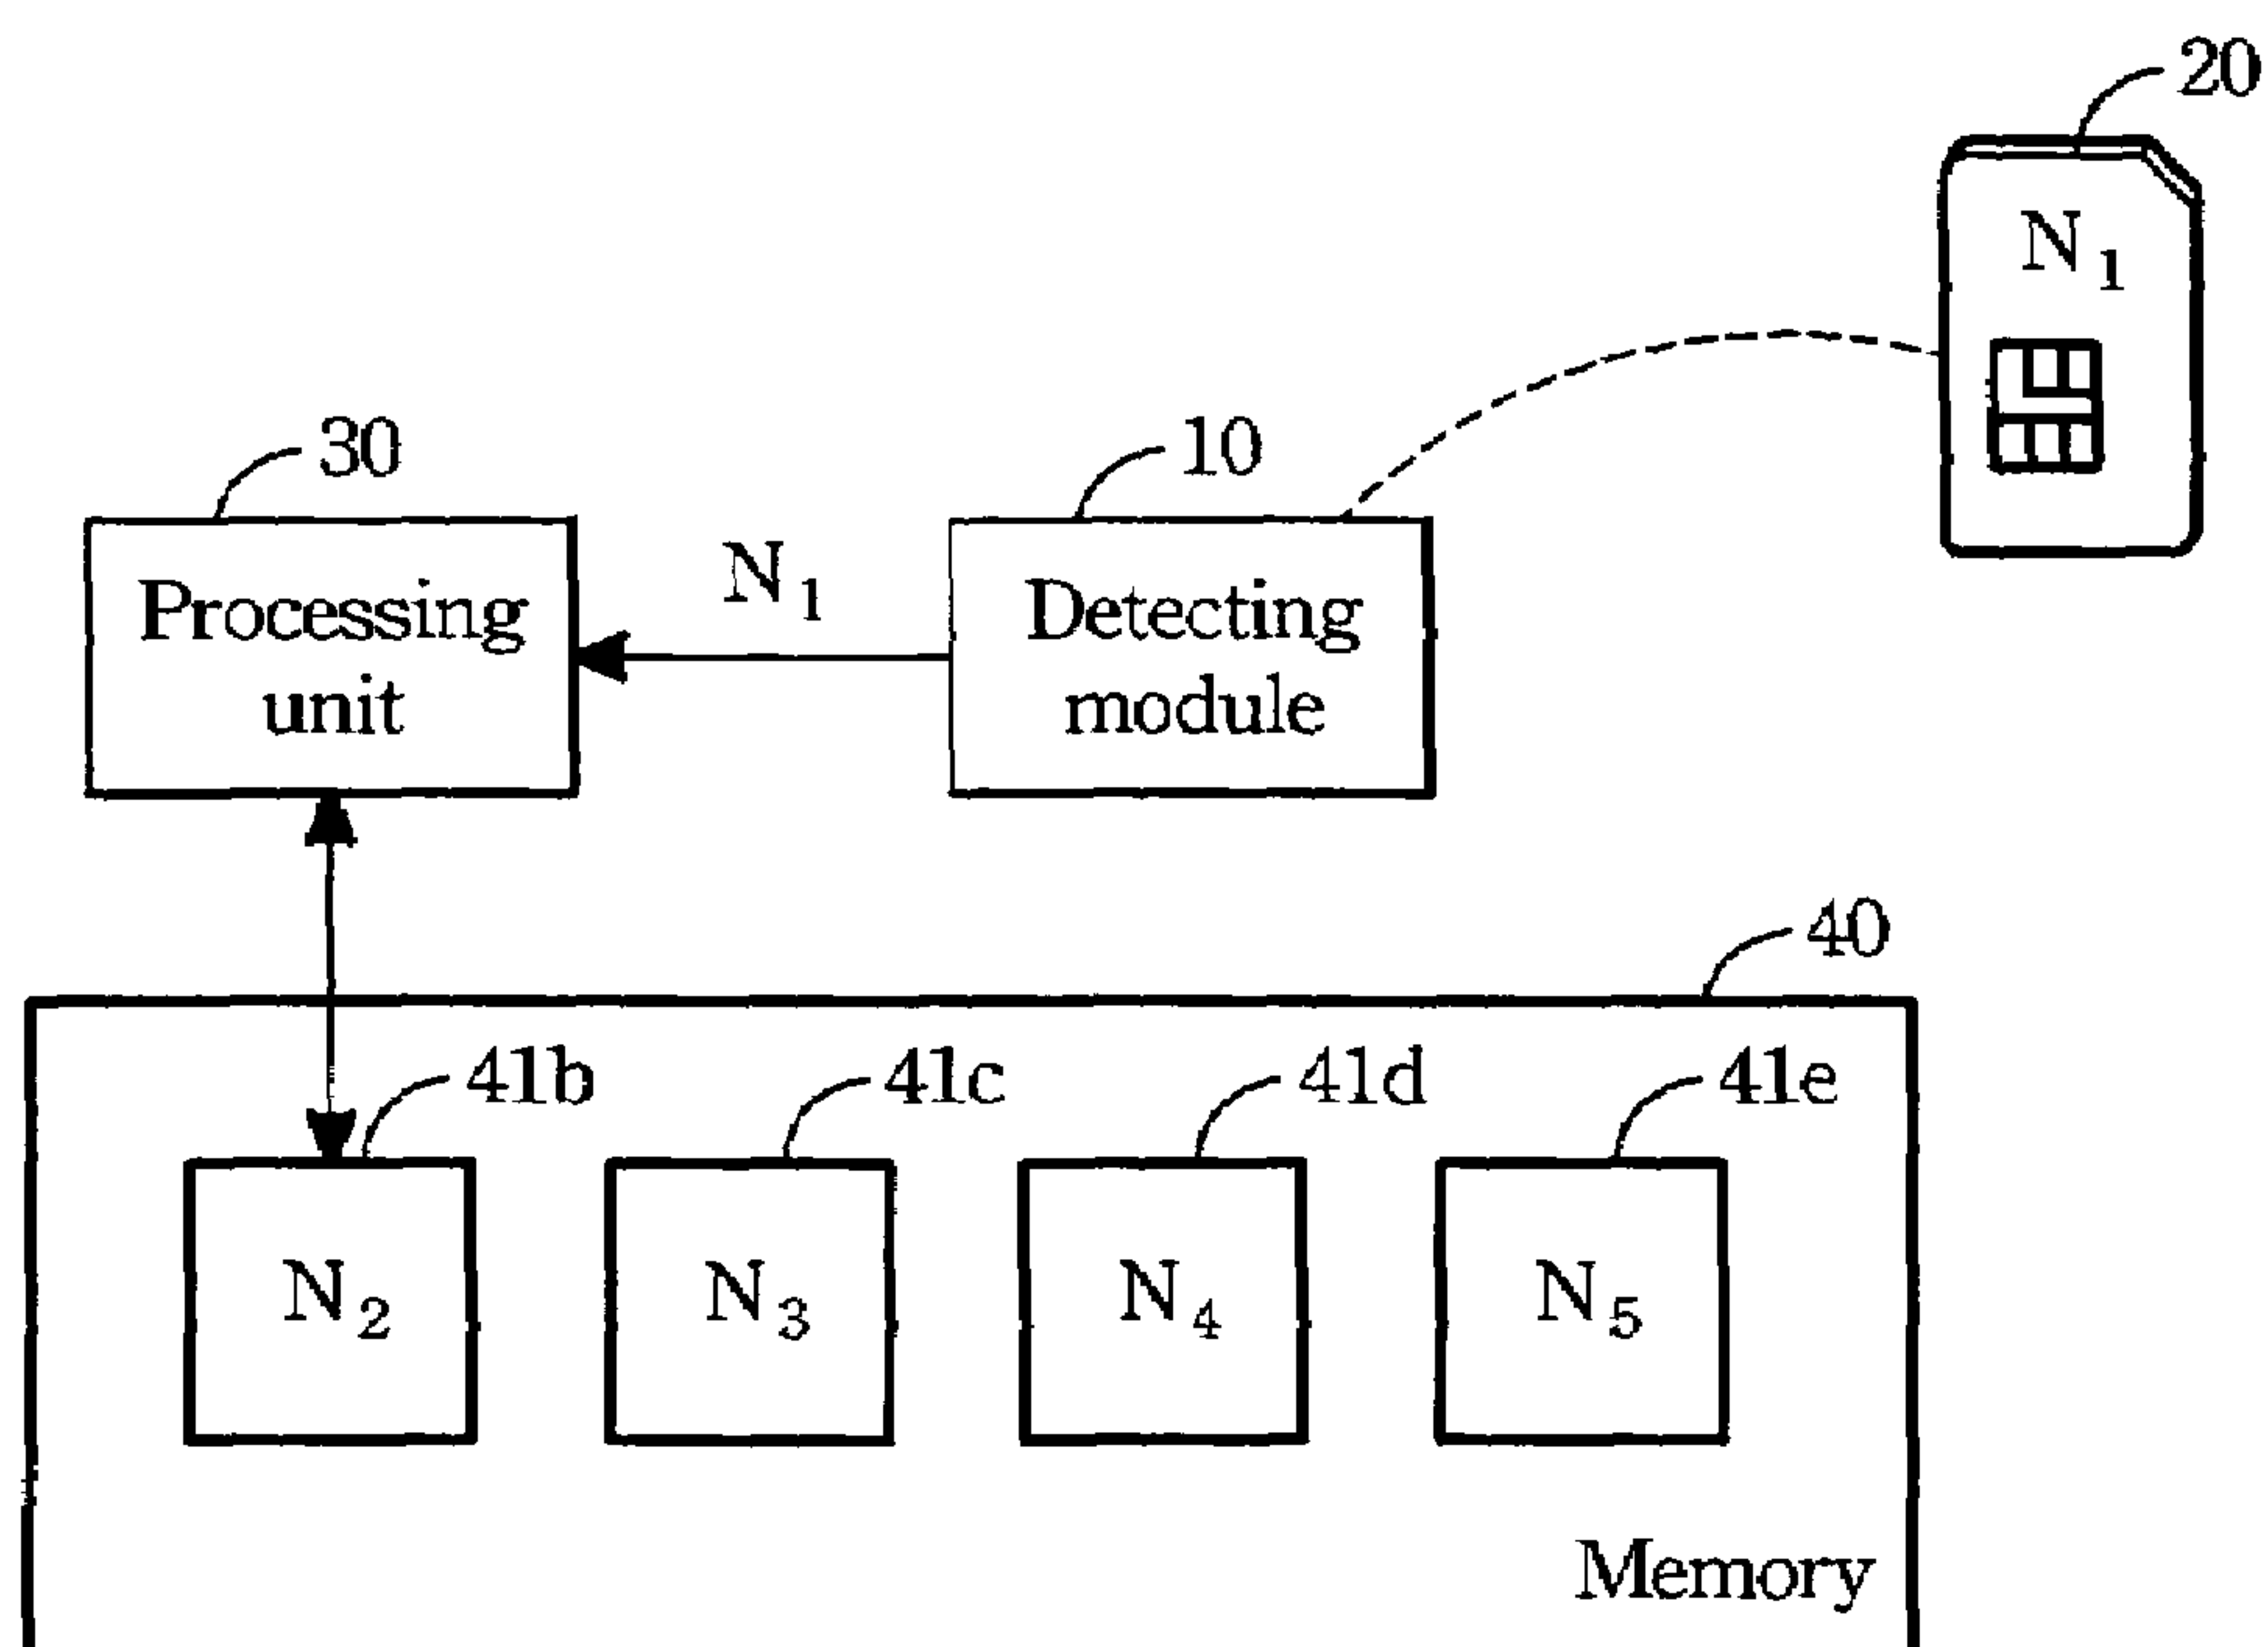 20
N1
30
10
Processing
unit
N1
Detecting
module
40
41b
41c
41d
41e
N2
N3
N4
N5
Memory